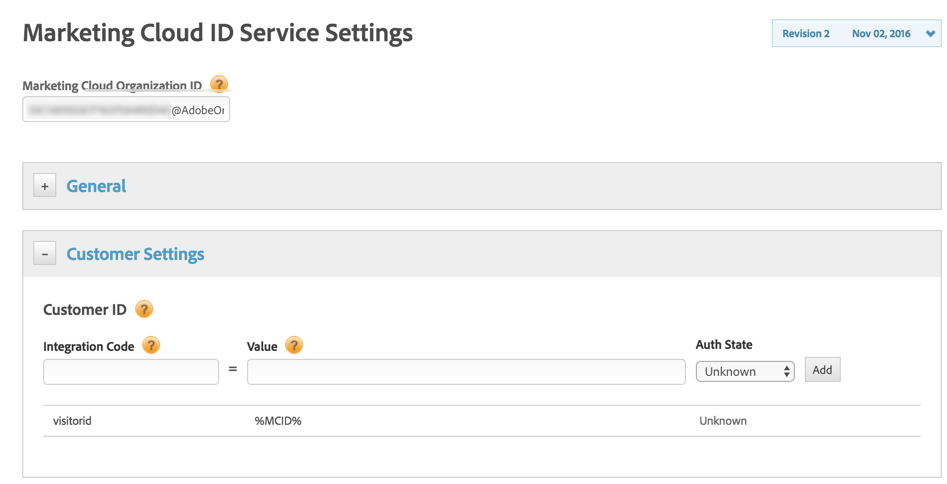 Marketing Cloud ID Service Settings
Revision 2 Nov 02, 2016
Marketing Cloud Organization ID ?
@AdobeOr
+ General
- Customer Settings
Customer ID ?
Integration Code ? Value ? Auth State
= Unknown Add
visitorid %MCID% Unknown